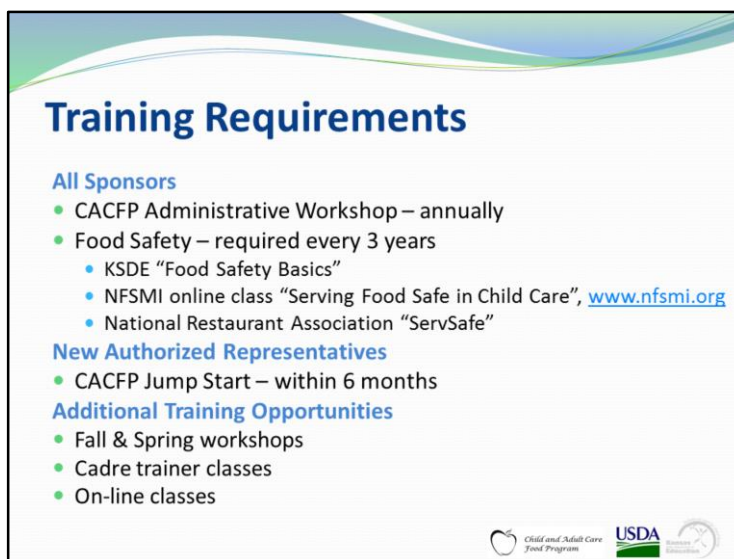 Training Requirements
All Sponsors
• CACFP Administrative Workshop – annually
• Food Safety – required every 3 years
• KSDE “Food Safety Basics”
• NFSMI online class “Serving Food Safe in Child Care”, www.nfsmi.org
• National Restaurant Association “ServSafe”
New Authorized Representatives
• CACFP Jump Start – within 6 months
Additional Training Opportunities
• Fall & Spring workshops
• Cadre trainer classes
• On-line classes
Child and Adult Care
Food Program
USDA